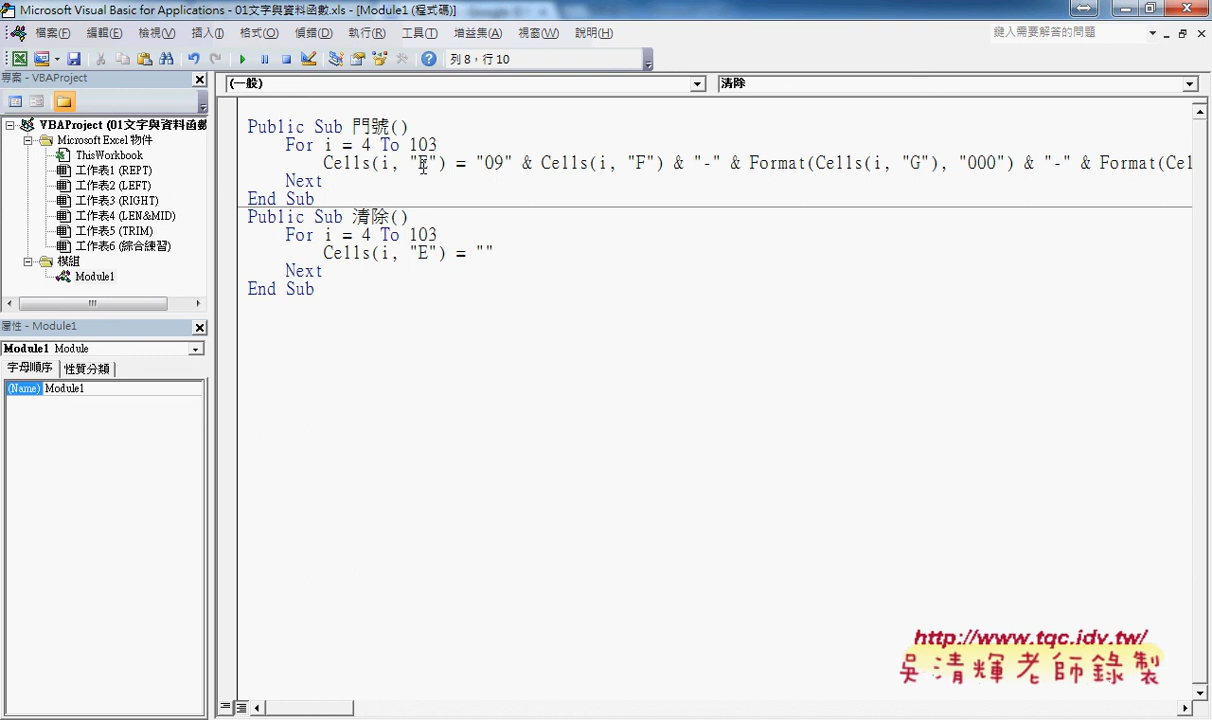 Microsoft Visual Basic for Applications - 01文字與資料函數.xls - [Module1 (程式碼)]
檔案(F) 編輯(E) 檢視(V) 插入(I) 格式(O) 偵錯(D) 執行(R) 工具(T) 增益集(A) 視窗(W) 說明(H) 鍵入需要解答的問題
列 8，行 10
專案 - VBAProject
(一般) 清除
VBAProject (01文字與資料函數
Microsoft Excel 物件
ThisWorkbook
工作表1 (REPT)
工作表2 (LEFT)
工作表3 (RIGHT)
工作表4 (LEN&MID)
工作表5 (TRIM)
工作表6 (綜合練習)
模組
Module1
屬性 - Module1
Module1 Module
字母順序 性質分類
(Name) Module1
Public Sub 門號()
For i = 4 To 103
Cells(i, "E") = "09" & Cells(i, "F") & "-" & Format(Cells(i, "G"), "000") & "-" & Format(Cel
Next
End Sub
Public Sub 清除()
For i = 4 To 103
Cells(i, "E") = ""
Next
End Sub
http://www.tqc.idv.tw/
吳清輝老師錄製